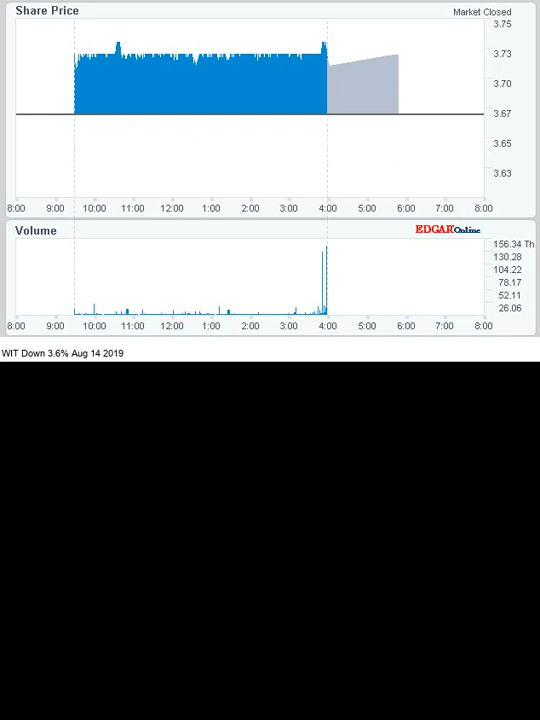 Share Price
Market Closed
3.75
3.73
3.70
3.67
3.65
3.63
8:00 9:00 10:00 11:00 12:00 1:00 2:00 3:00 4:00 5:00 6:00 7:00 8:00
Volume
EDGAR Online
156.34 Th
130.28
104.22
78.17
52.11
26.06
8:00 9:00 10:00 11:00 12:00 1:00 2:00 3:00 4:00 5:00 6:00 7:00 8:00
WIT Down 3.6% Aug 14 2019